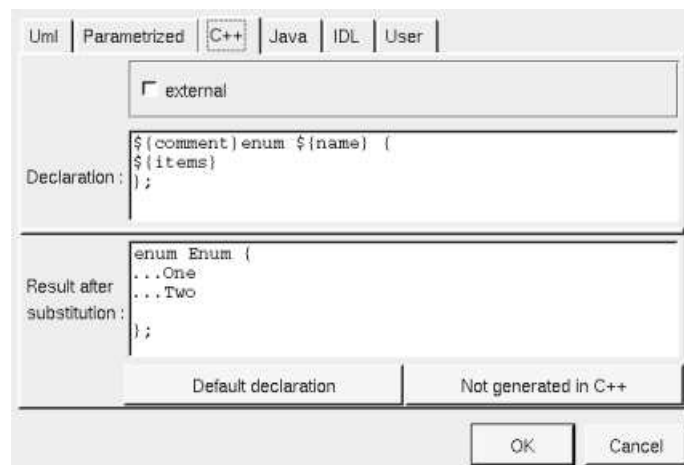 Uml Parametrized C++ Java IDL User
external
Declaration :
${comment}enum ${name} {
${items}
};
Result after
substitution :
enum Enum {
...One
...Two
};
Default declaration Not generated in C++
OK Cancel